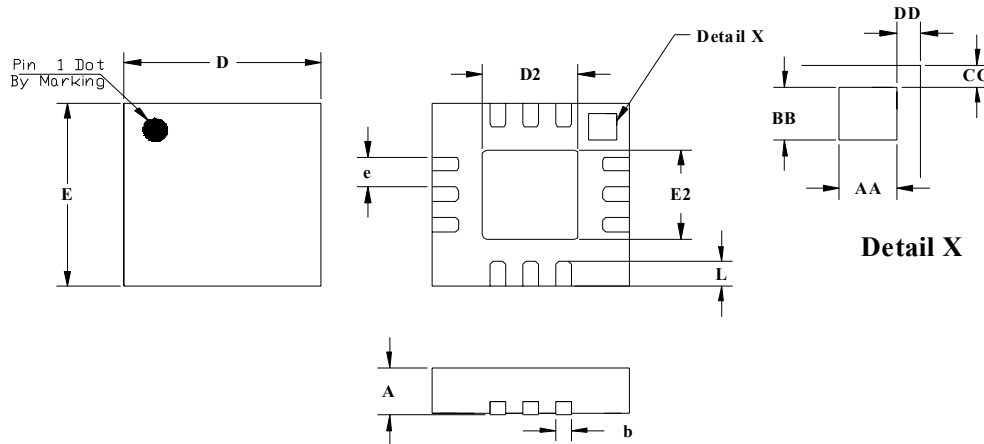 Pin 1 Dot
By Marking
D
E
D2
Detail X
e
E2
L
A
b
DD
CC
BB
AA
Detail X